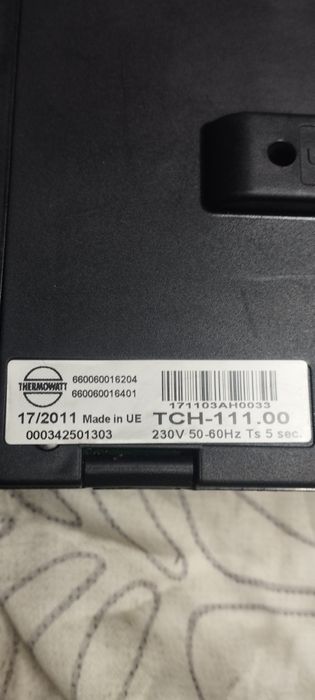 THERMOWATT
660060016204
660060016401
171103AH0033
17/2011 Made in UE
TCH-111.00
000342501303
230V 50-60Hz Ts 5 sec.